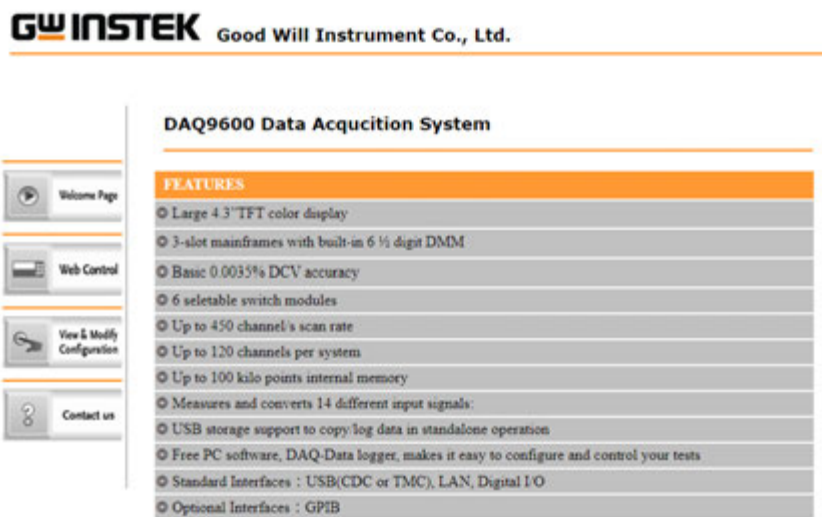 GWINSTEK Good Will Instrument Co., Ltd.
DAQ9600 Data Acqucition System
Welcome Page
Web Control
View & Modify
Configuration
Contact us
FEATURES
Large 4.3"TFT color display
3-slot mainframes with built-in 6 ½ digit DMM
Basic 0.0035% DCV accuracy
6 seletable switch modules
Up to 450 channel/s scan rate
Up to 120 channels per system
Up to 100 kilo points internal memory
Measures and converts 14 different input signals:
USB storage support to copy/log data in standalone operation
Free PC software, DAQ-Data logger, makes it easy to configure and control your tests
Standard Interfaces：USB(CDC or TMC), LAN, Digital I/O
Optional Interfaces：GPIB